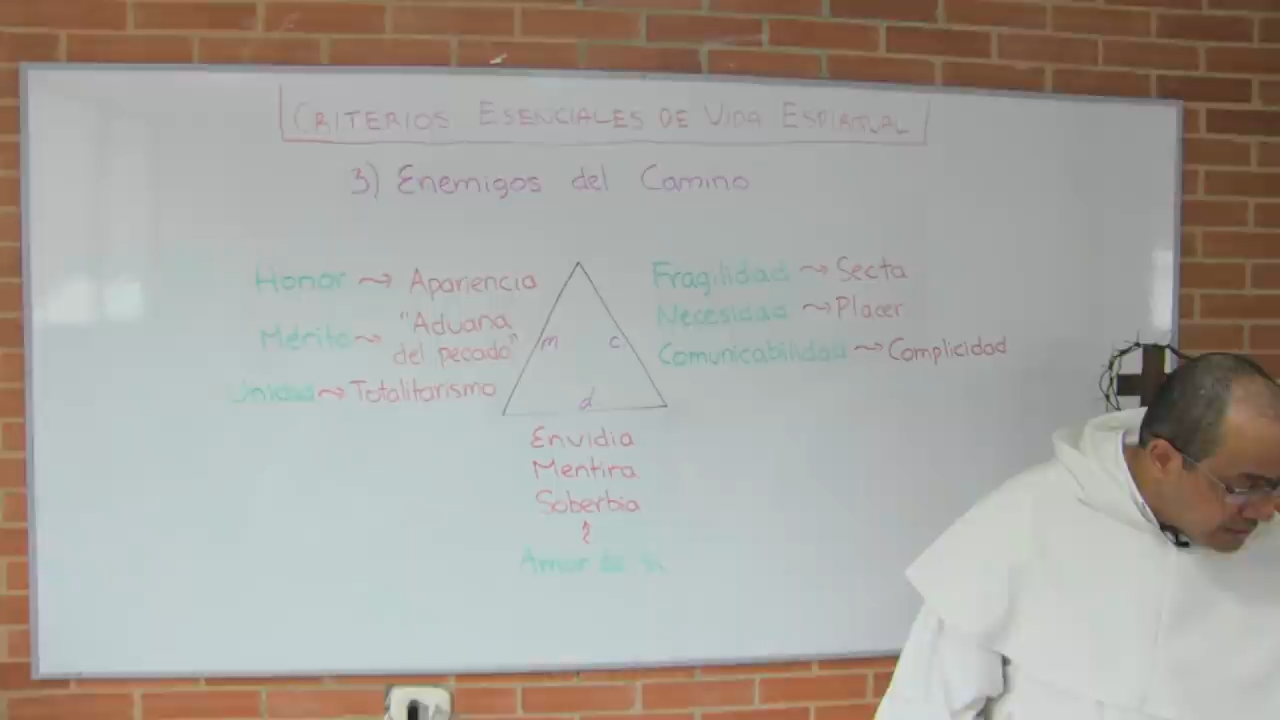 CRITERIOS ESENCIALES DE VIDA ESPIRITUAL
3) Enemigos del Camino
Honor ⤳ Apariencia
Mérito ⤳ "Aduana
del pecado"
Unidad ⤳ Totalitarismo
m
c
d
Fragilidad ⤳ Secta
Necesidad ⤳ Placer
Comunicabilidad ⤳ Complicidad
Envidia
Mentira
Soberbia
Amor de sí